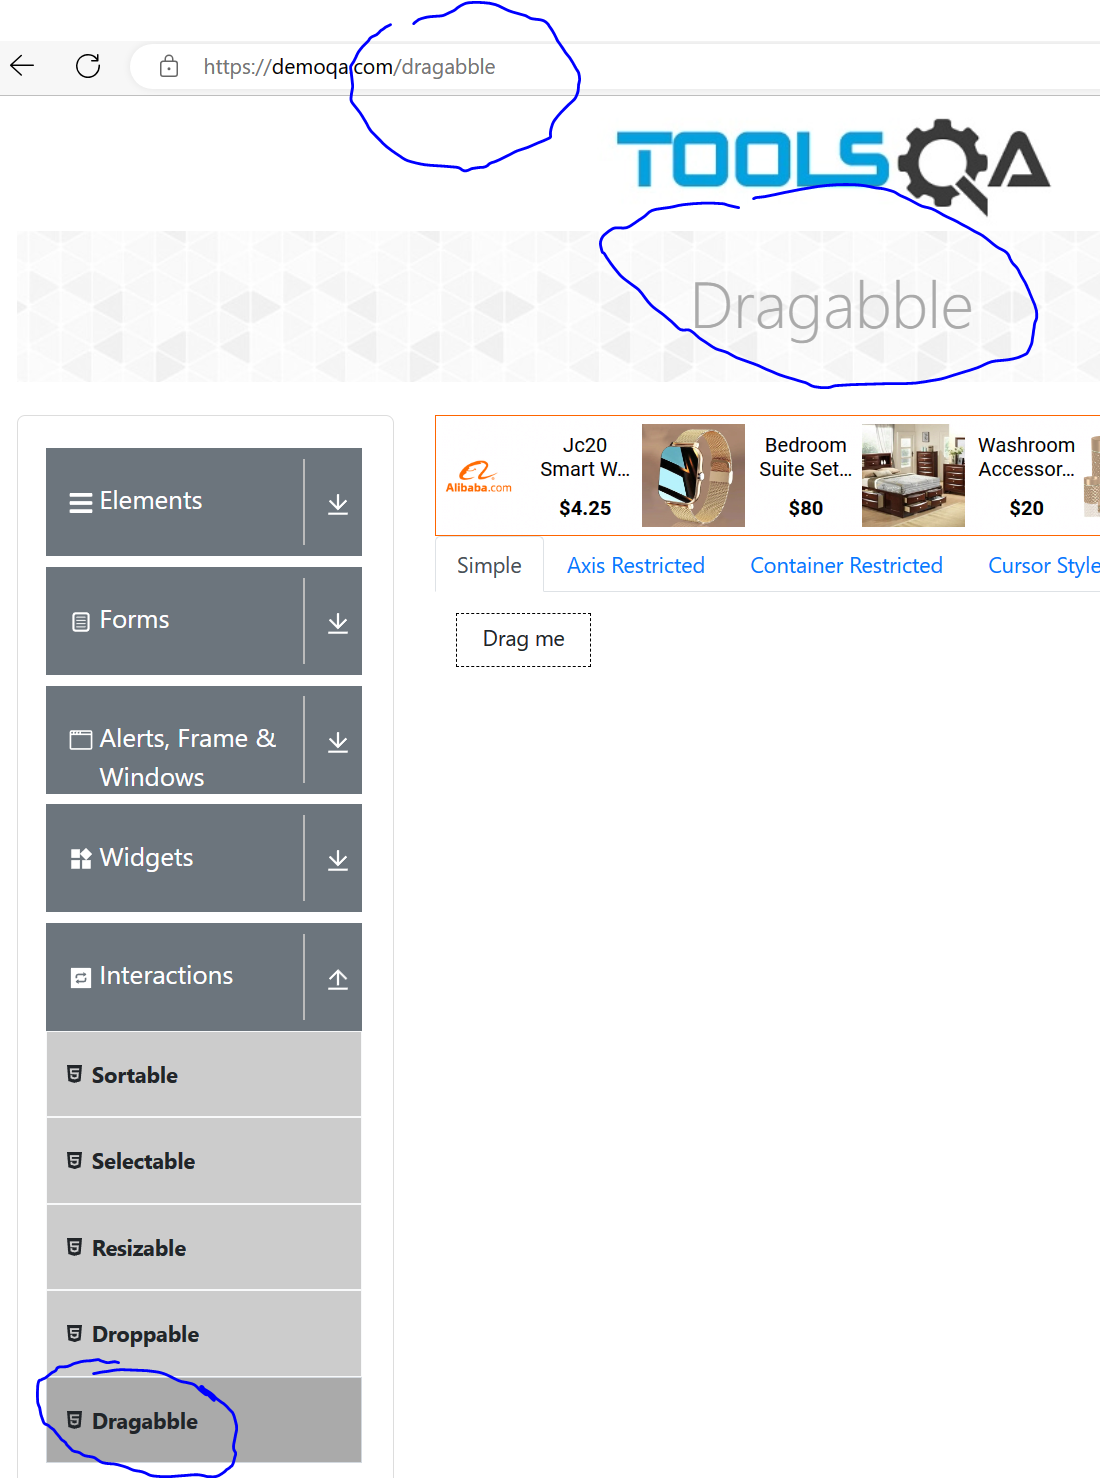 https://demoqa.com/dragabble
TOOLSQA
Dragabble
Elements
Forms
Alerts, Frame &
Windows
Widgets
Interactions
Sortable
Selectable
Resizable
Droppable
Dragabble
Alibaba.com
Jc20
Smart W...
$4.25
Bedroom
Suite Set...
$80
Washroom
Accessor...
$20
Simple Axis Restricted Container Restricted Cursor Style
Drag me